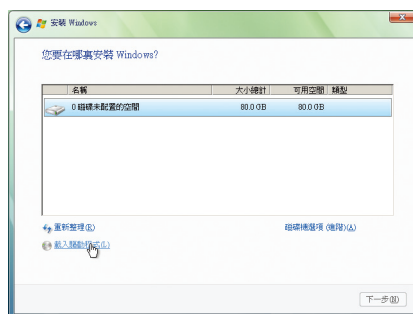 安裝 Windows
您要在哪裏安裝 Windows?
名稱 大小總計 可用空間 類型
0 磁碟未配置的空間 80.0 GB 80.0 GB
重新整理(R) 磁碟機選項 (進階)(A)
載入驅動程式(L)
下一步(N)